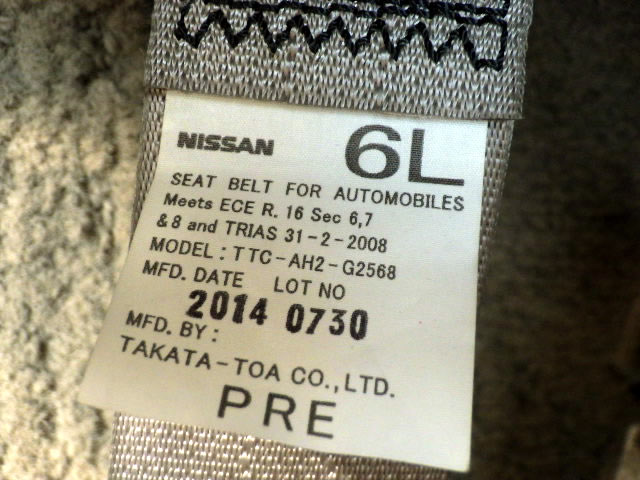 NISSAN 6L
SEAT BELT FOR AUTOMOBILES
Meets ECE R. 16 Sec 6,7
& 8 and TRIAS 31-2-2008
MODEL : TTC-AH2-G2568
MFD. DATE LOT NO
2014 0730
MFD. BY :
TAKATA-TOA CO., LTD.
PRE